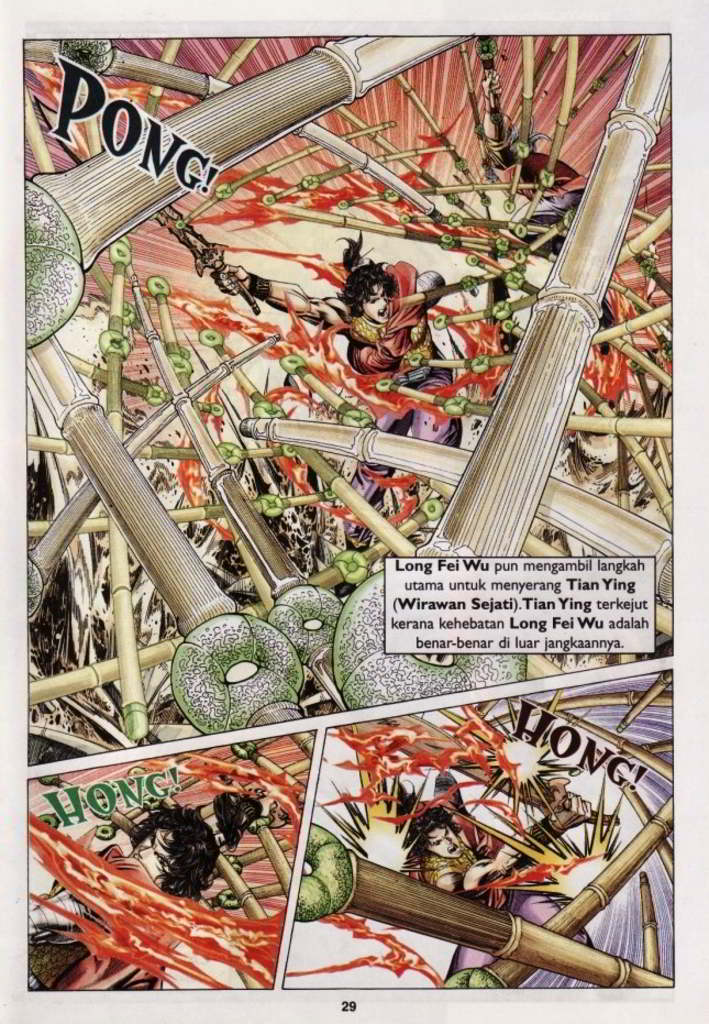 PONG!
Long Fei Wu pun mengambil langkah
utama untuk menyerang Tian Ying
(Wirawan Sejati).Tian Ying terkejut
kerana kehebatan Long Fei Wu adalah
benar-benar di luar jangkaannya.
HONG!
HONG!
29